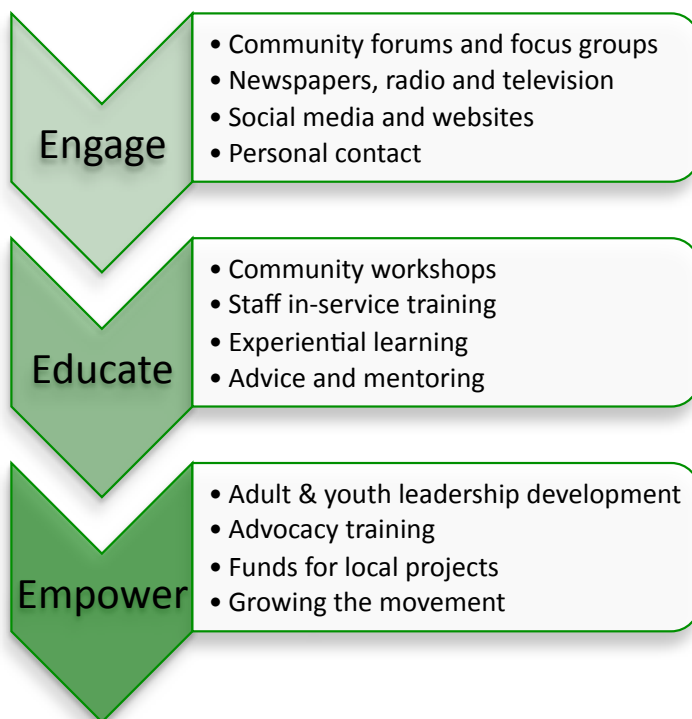 Engage
• Community forums and focus groups
• Newspapers, radio and television
• Social media and websites
• Personal contact
Educate
• Community workshops
• Staff in-service training
• Experiential learning
• Advice and mentoring
Empower
• Adult & youth leadership development
• Advocacy training
• Funds for local projects
• Growing the movement